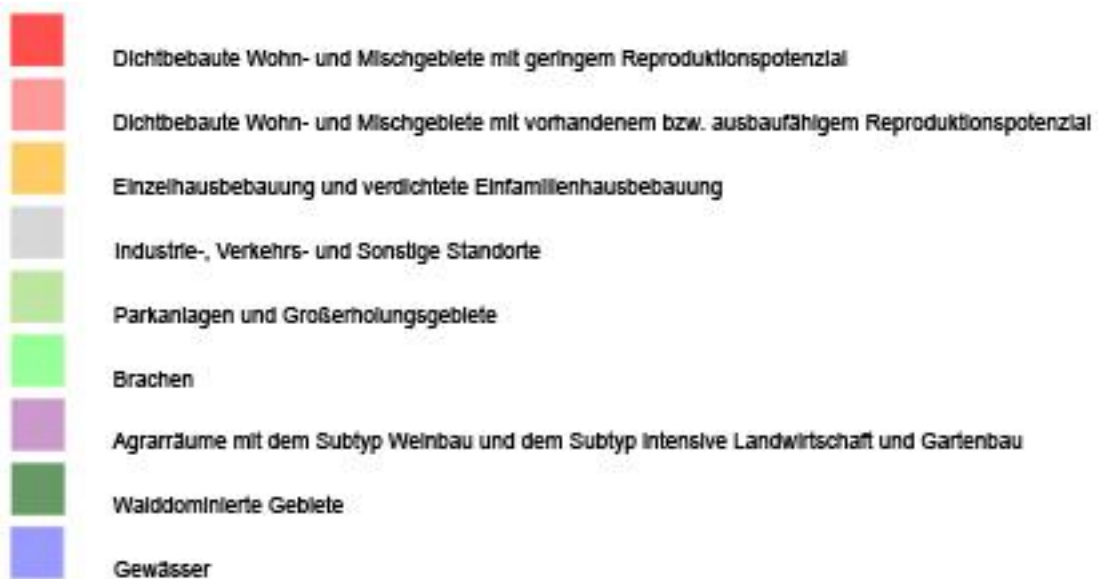 Dichtbebaute Wohn- und Mischgebiete mit geringem Reproduktionspotenzial
Dichtbebaute Wohn- und Mischgebiete mit vorhandenem bzw. ausbaufähigem Reproduktionspotenzial
Einzelhausbebauung und verdichtete Einfamilienhausbebauung
Industrie-, Verkehrs- und Sonstige Standorte
Parkanlagen und Großerholungsgebiete
Brachen
Agrarräume mit dem Subtyp Weinbau und dem Subtyp Intensive Landwirtschaft und Gartenbau
Walddominierte Gebiete
Gewässer